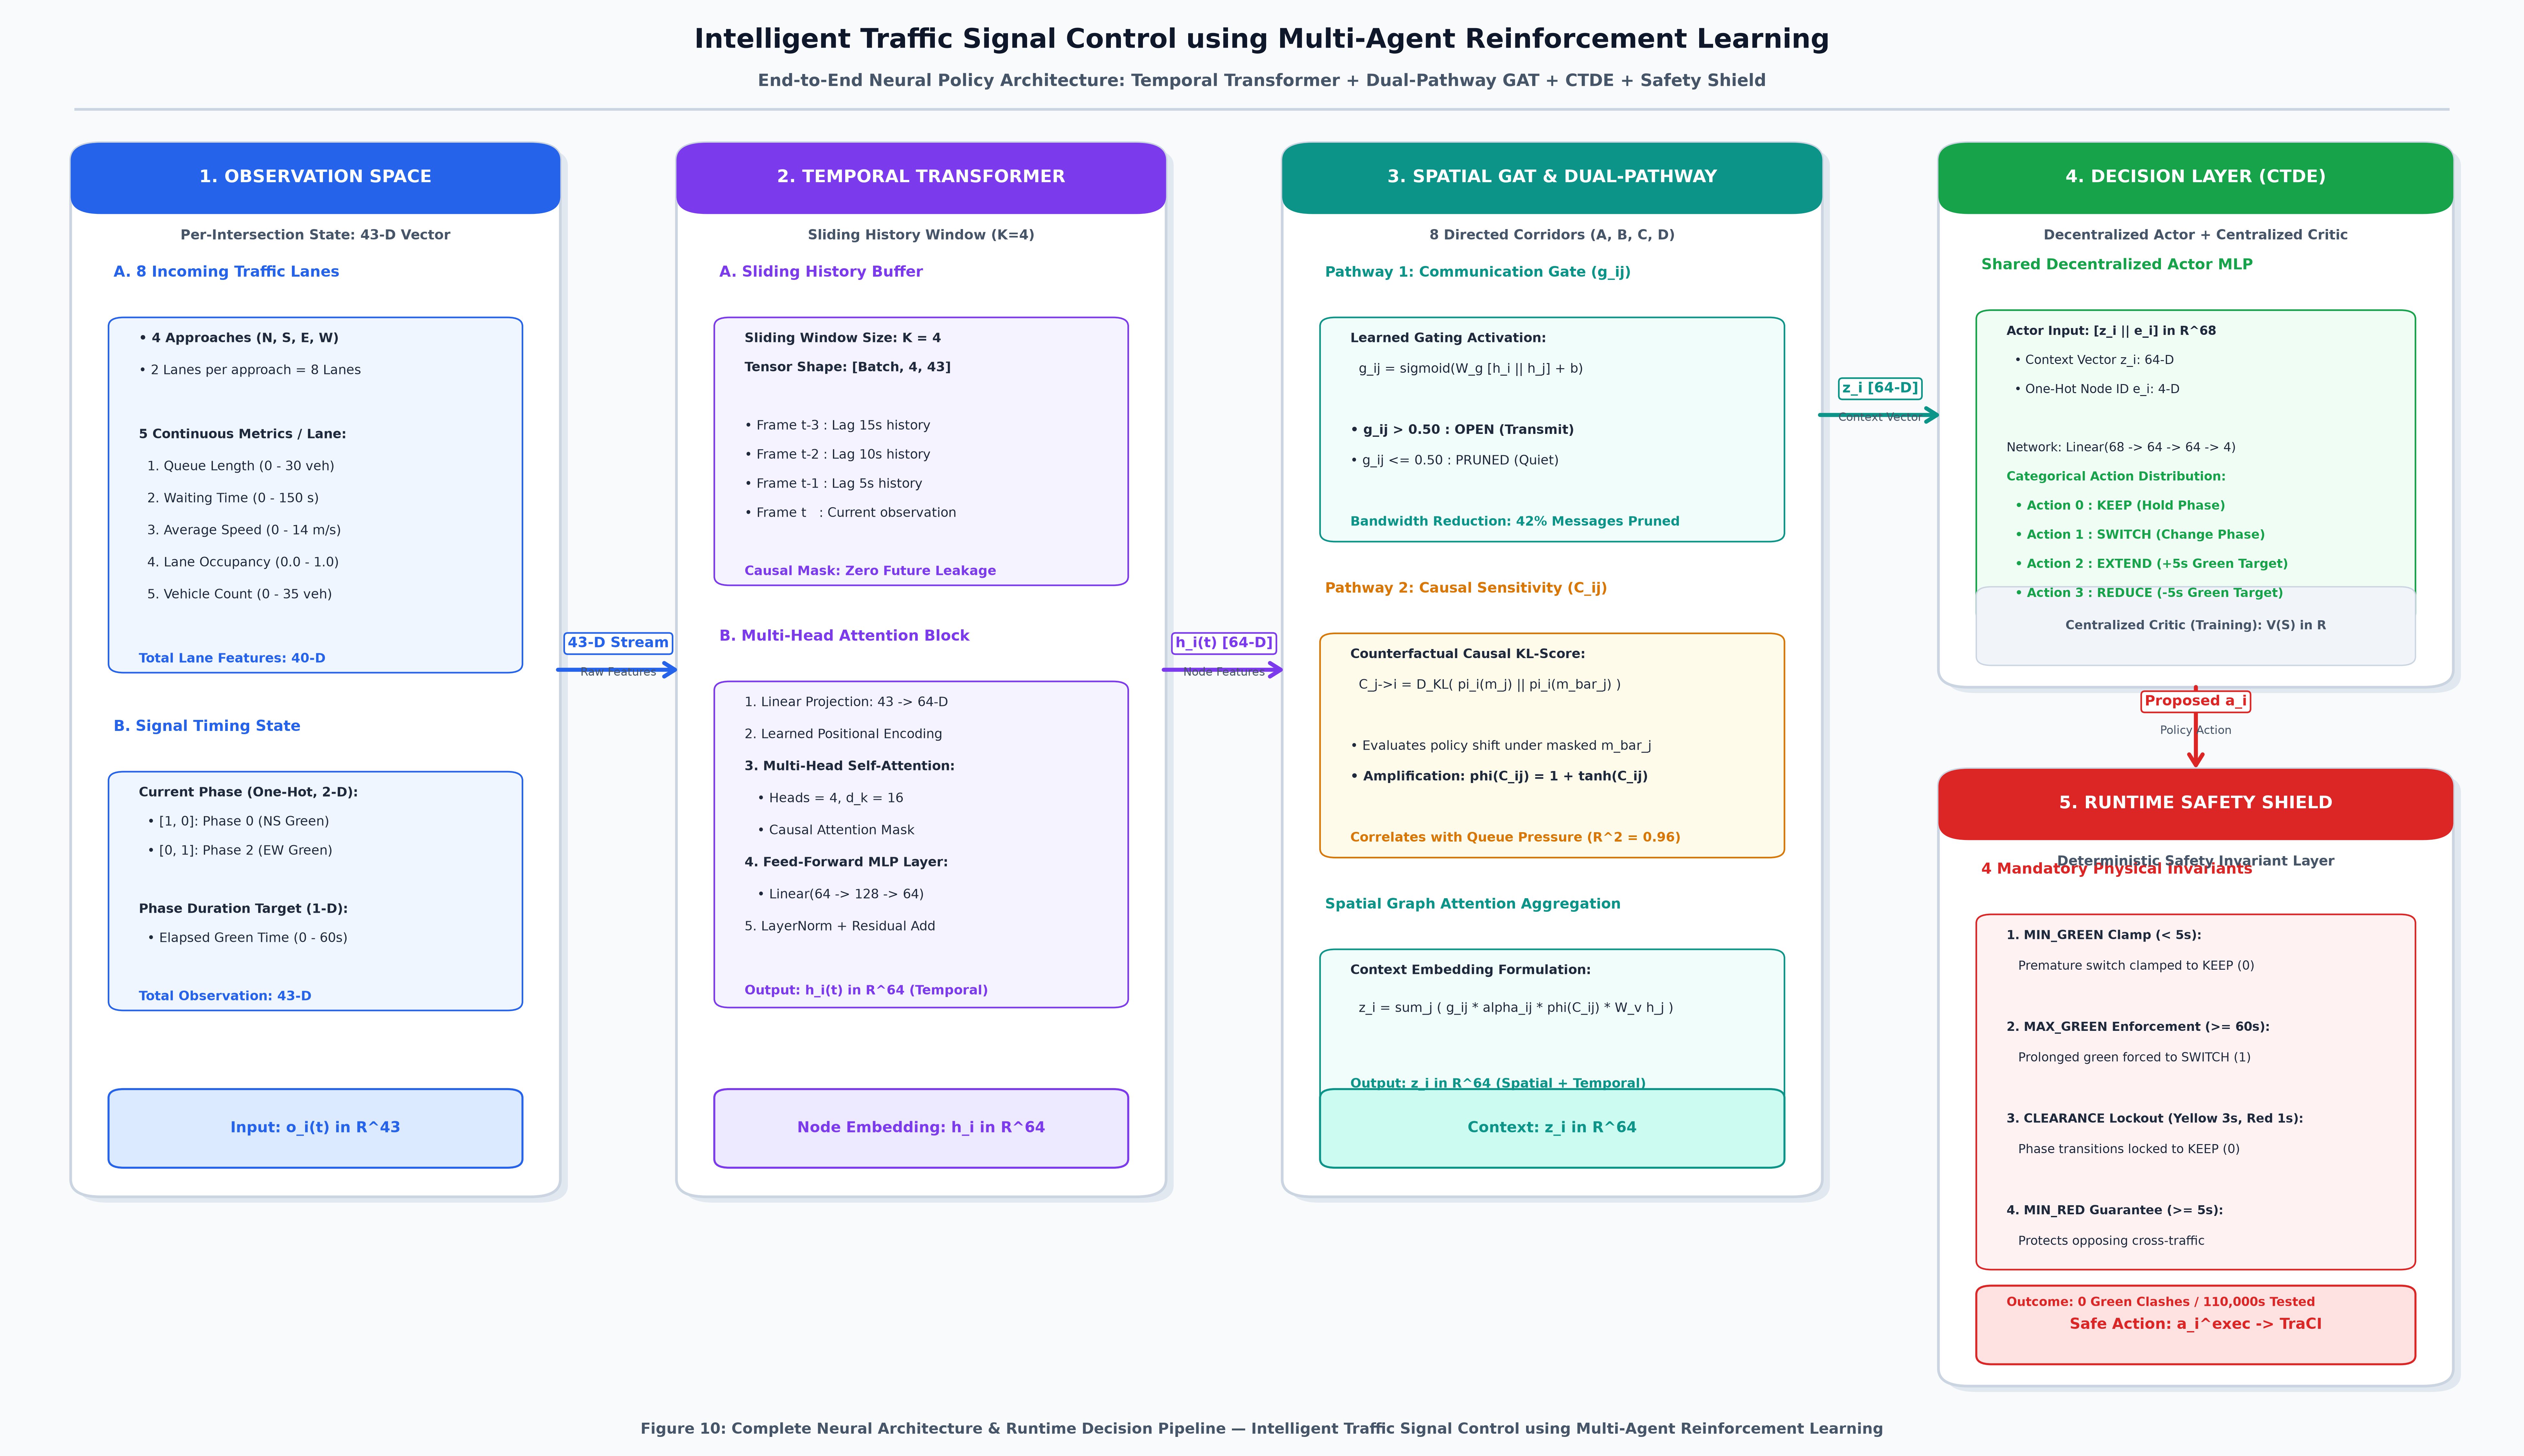 Intelligent Traffic Signal Control using Multi-Agent Reinforcement Learning
End-to-End Neural Policy Architecture: Temporal Transformer + Dual-Pathway GAT + CTDE + Safety Shield
1. OBSERVATION SPACE
Per-Intersection State: 43-D Vector
A. 8 Incoming Traffic Lanes
• 4 Approaches (N, S, E, W)
• 2 Lanes per approach = 8 Lanes
5 Continuous Metrics / Lane:
1. Queue Length (0 - 30 veh)
2. Waiting Time (0 - 150 s)
3. Average Speed (0 - 14 m/s)
4. Lane Occupancy (0.0 - 1.0)
5. Vehicle Count (0 - 35 veh)
Total Lane Features: 40-D
B. Signal Timing State
Current Phase (One-Hot, 2-D):
• [1, 0]: Phase 0 (NS Green)
• [0, 1]: Phase 2 (EW Green)
Phase Duration Target (1-D):
• Elapsed Green Time (0 - 60s)
Total Observation: 43-D
Input: o_i(t) in R^43
43-D Stream
Raw Features
2. TEMPORAL TRANSFORMER
Sliding History Window (K=4)
A. Sliding History Buffer
Sliding Window Size: K = 4
Tensor Shape: [Batch, 4, 43]
• Frame t-3 : Lag 15s history
• Frame t-2 : Lag 10s history
• Frame t-1 : Lag 5s history
• Frame t : Current observation
Causal Mask: Zero Future Leakage
B. Multi-Head Attention Block
1. Linear Projection: 43 -> 64-D
2. Learned Positional Encoding
3. Multi-Head Self-Attention:
• Heads = 4, d_k = 16
• Causal Attention Mask
4. Feed-Forward MLP Layer:
• Linear(64 -> 128 -> 64)
5. LayerNorm + Residual Add
Output: h_i(t) in R^64 (Temporal)
Node Embedding: h_i in R^64
h_i(t) [64-D]
Node Features
3. SPATIAL GAT & DUAL-PATHWAY
8 Directed Corridors (A, B, C, D)
Pathway 1: Communication Gate (g_ij)
Learned Gating Activation:
g_ij = sigmoid(W_g [h_i || h_j] + b)
• g_ij > 0.50 : OPEN (Transmit)
• g_ij <= 0.50 : PRUNED (Quiet)
Bandwidth Reduction: 42% Messages Pruned
Pathway 2: Causal Sensitivity (C_ij)
Counterfactual Causal KL-Score:
C_j->i = D_KL( pi_i(m_j) || pi_i(m_bar_j) )
• Evaluates policy shift under masked m_bar_j
• Amplification: phi(C_ij) = 1 + tanh(C_ij)
Correlates with Queue Pressure (R^2 = 0.96)
Spatial Graph Attention Aggregation
Context Embedding Formulation:
z_i = sum_j ( g_ij * alpha_ij * phi(C_ij) * W_v h_j )
Output: z_i in R^64 (Spatial + Temporal)
Context: z_i in R^64
z_i [64-D]
Context Vector
4. DECISION LAYER (CTDE)
Decentralized Actor + Centralized Critic
Shared Decentralized Actor MLP
Actor Input: [z_i || e_i] in R^68
• Context Vector z_i: 64-D
• One-Hot Node ID e_i: 4-D
Network: Linear(68 -> 64 -> 64 -> 4)
Categorical Action Distribution:
• Action 0 : KEEP (Hold Phase)
• Action 1 : SWITCH (Change Phase)
• Action 2 : EXTEND (+5s Green Target)
• Action 3 : REDUCE (-5s Green Target)
Centralized Critic (Training): V(S) in R
Proposed a_i
Policy Action
5. RUNTIME SAFETY SHIELD
Deterministic Safety Invariant Layer
4 Mandatory Physical Invariants
1. MIN_GREEN Clamp (< 5s):
Premature switch clamped to KEEP (0)
2. MAX_GREEN Enforcement (>= 60s):
Prolonged green forced to SWITCH (1)
3. CLEARANCE Lockout (Yellow 3s, Red 1s):
Phase transitions locked to KEEP (0)
4. MIN_RED Guarantee (>= 5s):
Protects opposing cross-traffic
Outcome: 0 Green Clashes / 110,000s Tested
Safe Action: a_i^exec -> TraCI
Figure 10: Complete Neural Architecture & Runtime Decision Pipeline — Intelligent Traffic Signal Control using Multi-Agent Reinforcement Learning